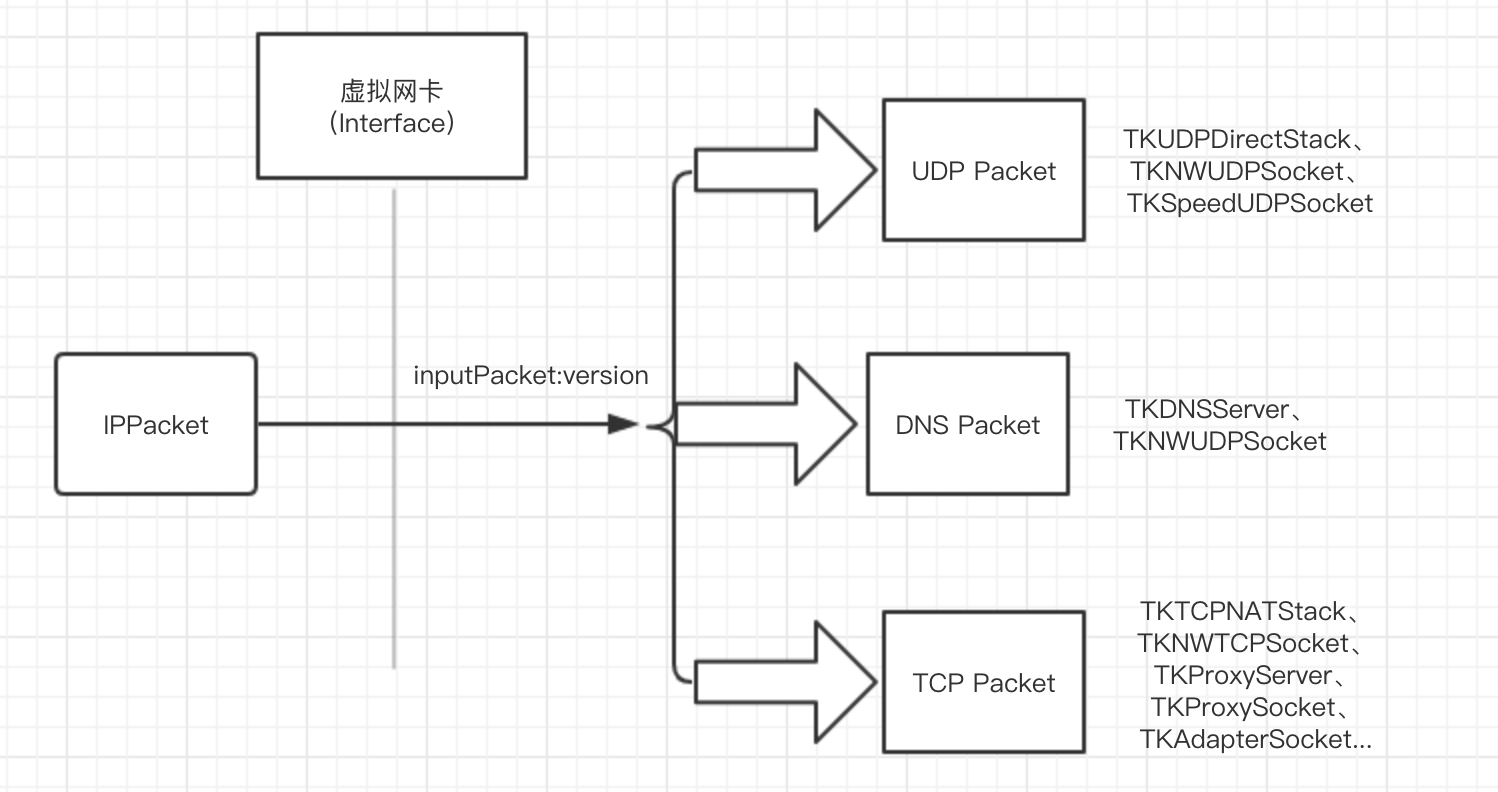 虚拟网卡
(Interface)
UDP Packet
TKUDPDirectStack、
TKNWUDPSocket、
TKSpeedUDPSocket
IPPacket
inputPacket:version
DNS Packet
TKDNSServer、
TKNWUDPSocket
TCP Packet
TKTCPNATStack、
TKNWTCPSocket、
TKProxyServer、
TKProxySocket、
TKAdapterSocket...